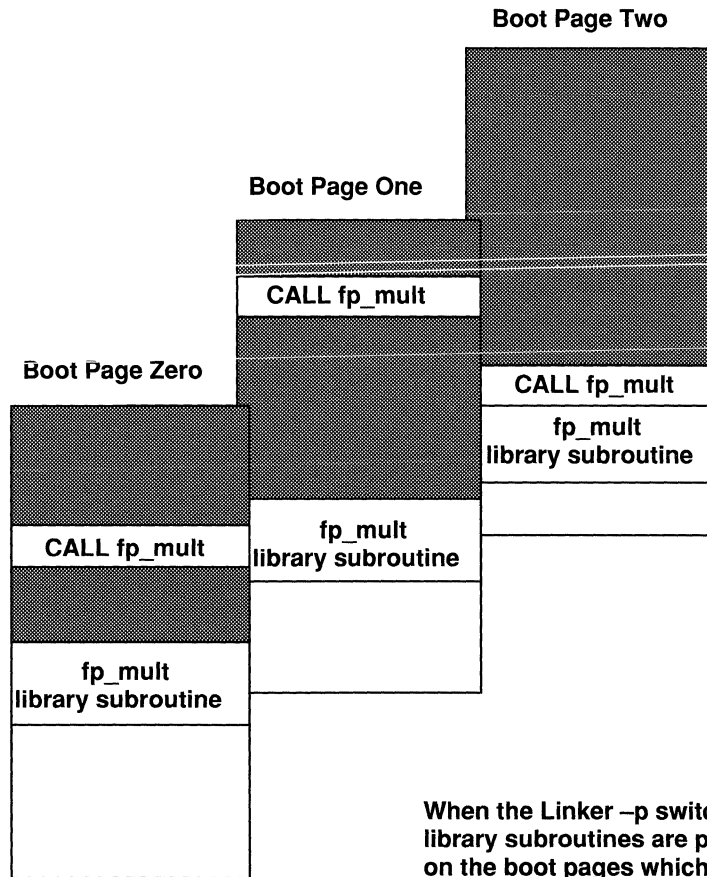 Boot Page Two
Boot Page One
CALL fp_mult
Boot Page Zero
CALL fp_mult
fp_mult
library subroutine
CALL fp_mult
fp_mult
library subroutine
fp_mult
library subroutine
When the Linker –p
library subroutines are
on the boot pages which